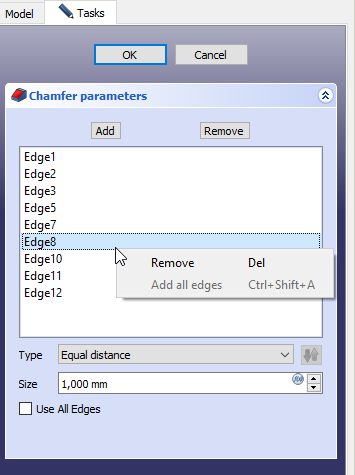 Model Tasks
OK Cancel
Chamfer parameters
Add Remove
Edge1
Edge2
Edge3
Edge5
Edge7
Edge8
Edge10
Edge11
Edge12
Remove Del
Add all edges Ctrl+Shift+A
Type Equal distance
Size 1,000 mm f(x)
Use All Edges